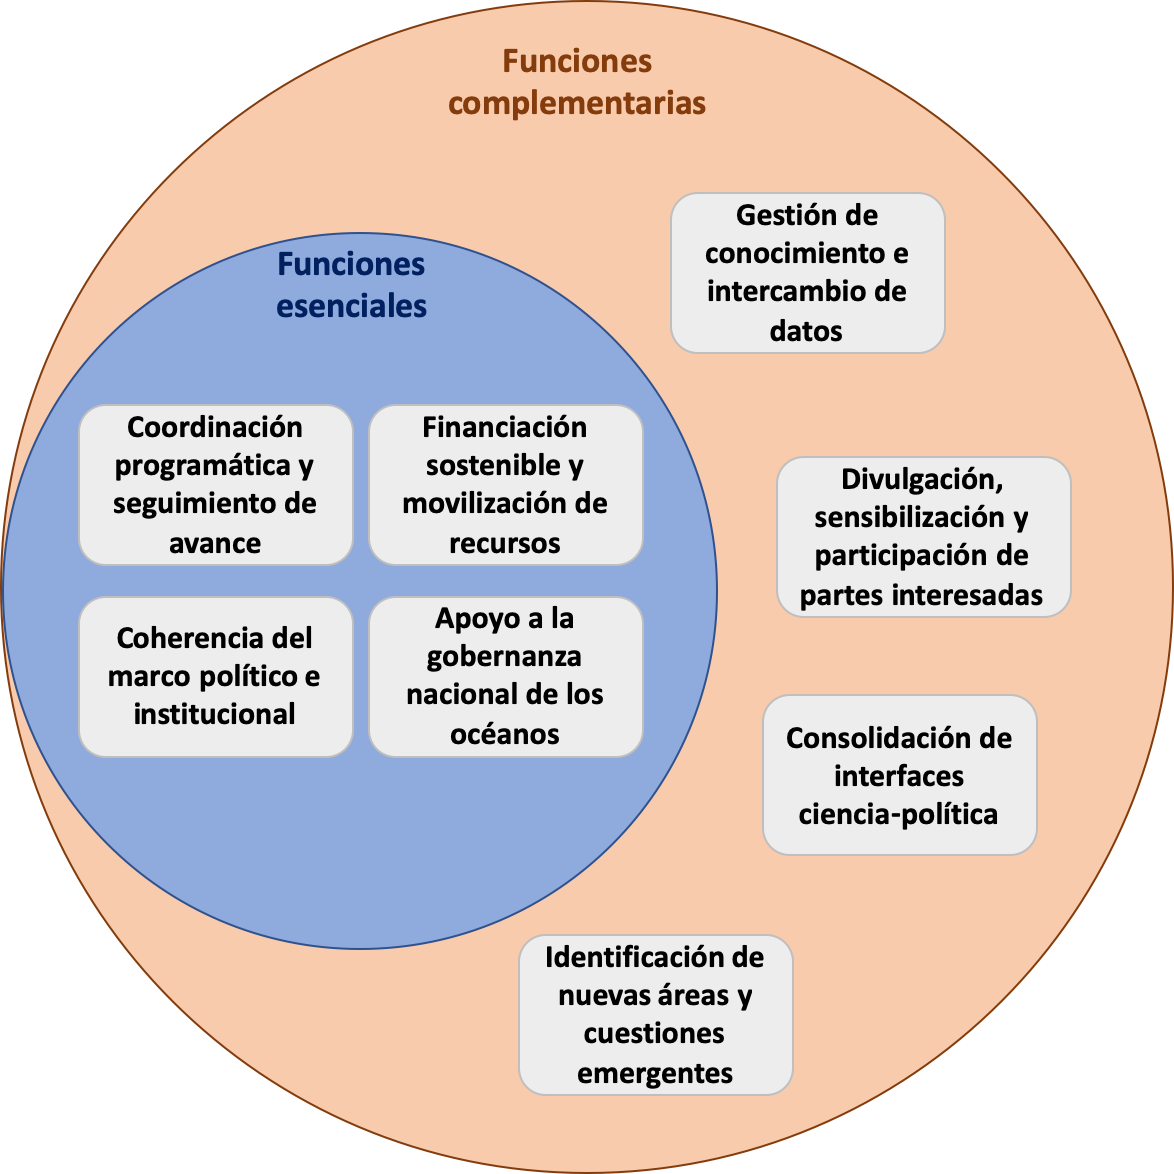 Funciones
complementarias
Gestión de
conocimiento e
intercambio de
datos
Funciones
esenciales
Coordinación
programática y
seguimiento de
avance
Financiación
sostenible y
movilización de
recursos
Divulgación,
sensibilización y
participación de
partes interesadas
Coherencia del
marco político e
institucional
Apoyo a la
gobernanza
nacional de los
océanos
Consolidación de
interfaces
ciencia-política
Identificación de
nuevas áreas y
cuestiones
emergentes